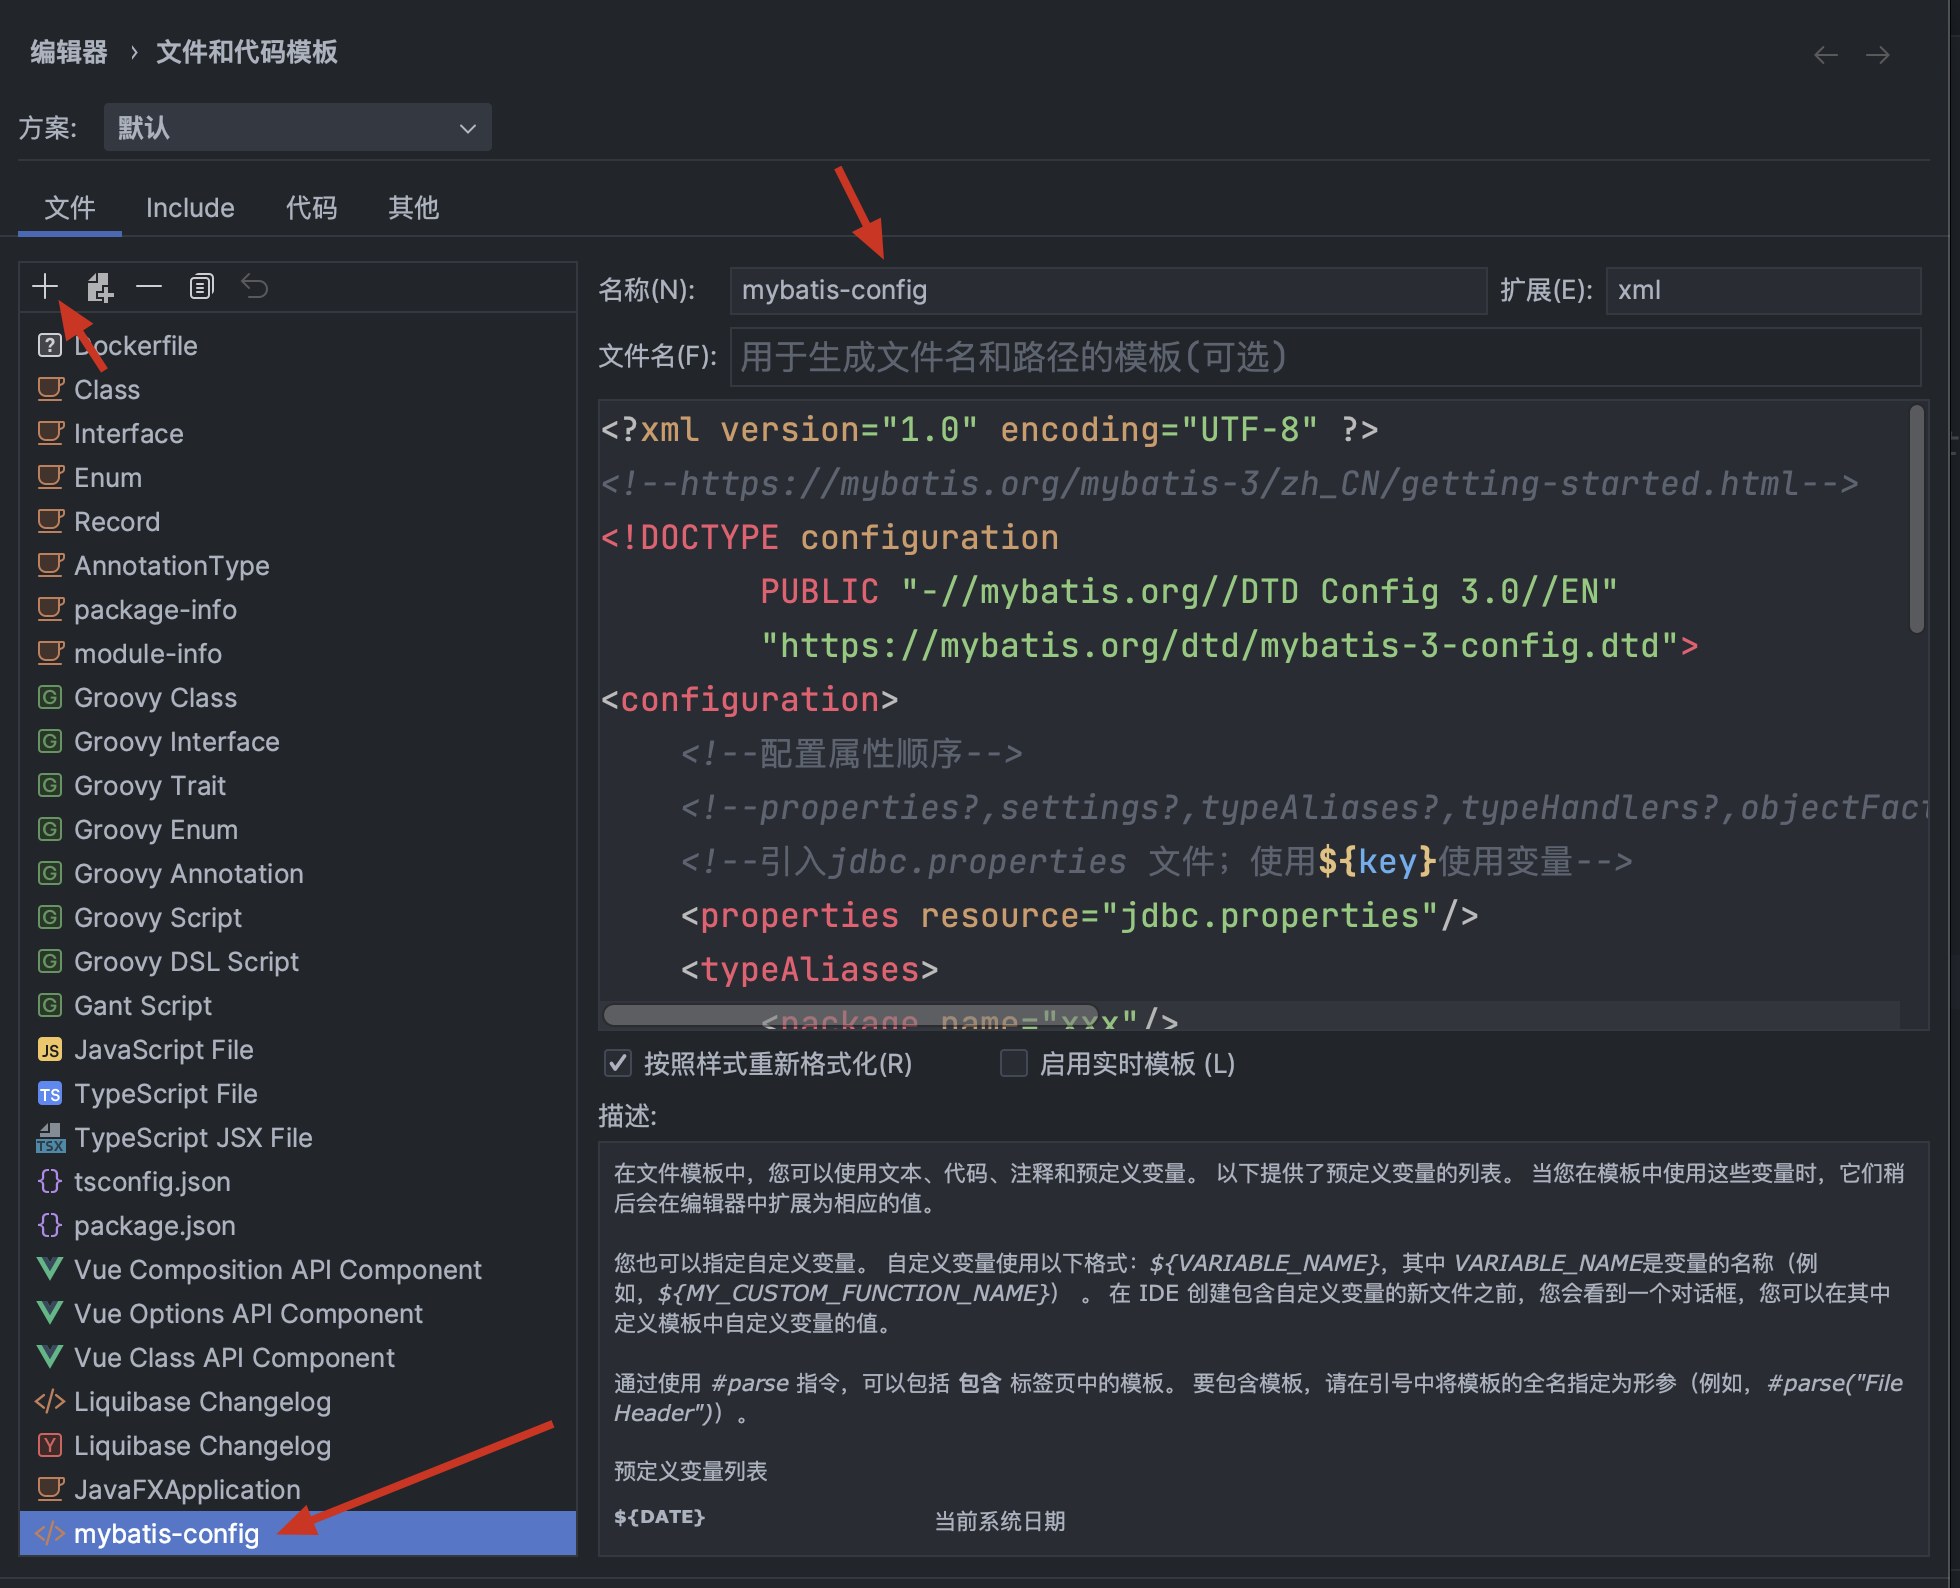 编辑器 › 文件和代码模板
方案: 默认
文件 Include 代码 其他
Dockerfile
Class
Interface
Enum
Record
AnnotationType
package-info
module-info
Groovy Class
Groovy Interface
Groovy Trait
Groovy Enum
Groovy Annotation
Groovy Script
Groovy DSL Script
Gant Script
JavaScript File
TypeScript File
TypeScript JSX File
tsconfig.json
package.json
Vue Composition API Component
Vue Options API Component
Vue Class API Component
Liquibase Changelog
Liquibase Changelog
JavaFXApplication
mybatis-config
名称(N): mybatis-config 扩展(E): xml
文件名(F): 用于生成文件名和路径的模板(可选)
<?xml version="1.0" encoding="UTF-8" ?>
<!--https://mybatis.org/mybatis-3/zh_CN/getting-started.html-->
<!DOCTYPE configuration
PUBLIC "-//mybatis.org//DTD Config 3.0//EN"
"https://mybatis.org/dtd/mybatis-3-config.dtd">
<configuration>
<!--配置属性顺序-->
<!--properties?,settings?,typeAliases?,typeHandlers?,objectFact
<!--引入jdbc.properties 文件；使用${key}使用变量-->
<properties resource="jdbc.properties"/>
<typeAliases>
<package name="xxx"/>
按照样式重新格式化(R) 启用实时模板 (L)
描述:
在文件模板中，您可以使用文本、代码、注释和预定义变量。 以下提供了预定义变量的列表。 当您在模板中使用这些变量时，它们稍
后会在编辑器中扩展为相应的值。
您也可以指定自定义变量。 自定义变量使用以下格式：${VARIABLE_NAME}，其中 VARIABLE_NAME是变量的名称（例
如，${MY_CUSTOM_FUNCTION_NAME}） 。 在 IDE 创建包含自定义变量的新文件之前，您会看到一个对话框，您可以在其中
定义模板中自定义变量的值。
通过使用 #parse 指令，可以包括 包含 标签页中的模板。 要包含模板，请在引号中将模板的全名指定为形参（例如，#parse("File
Header")）。
预定义变量列表
${DATE} 当前系统日期